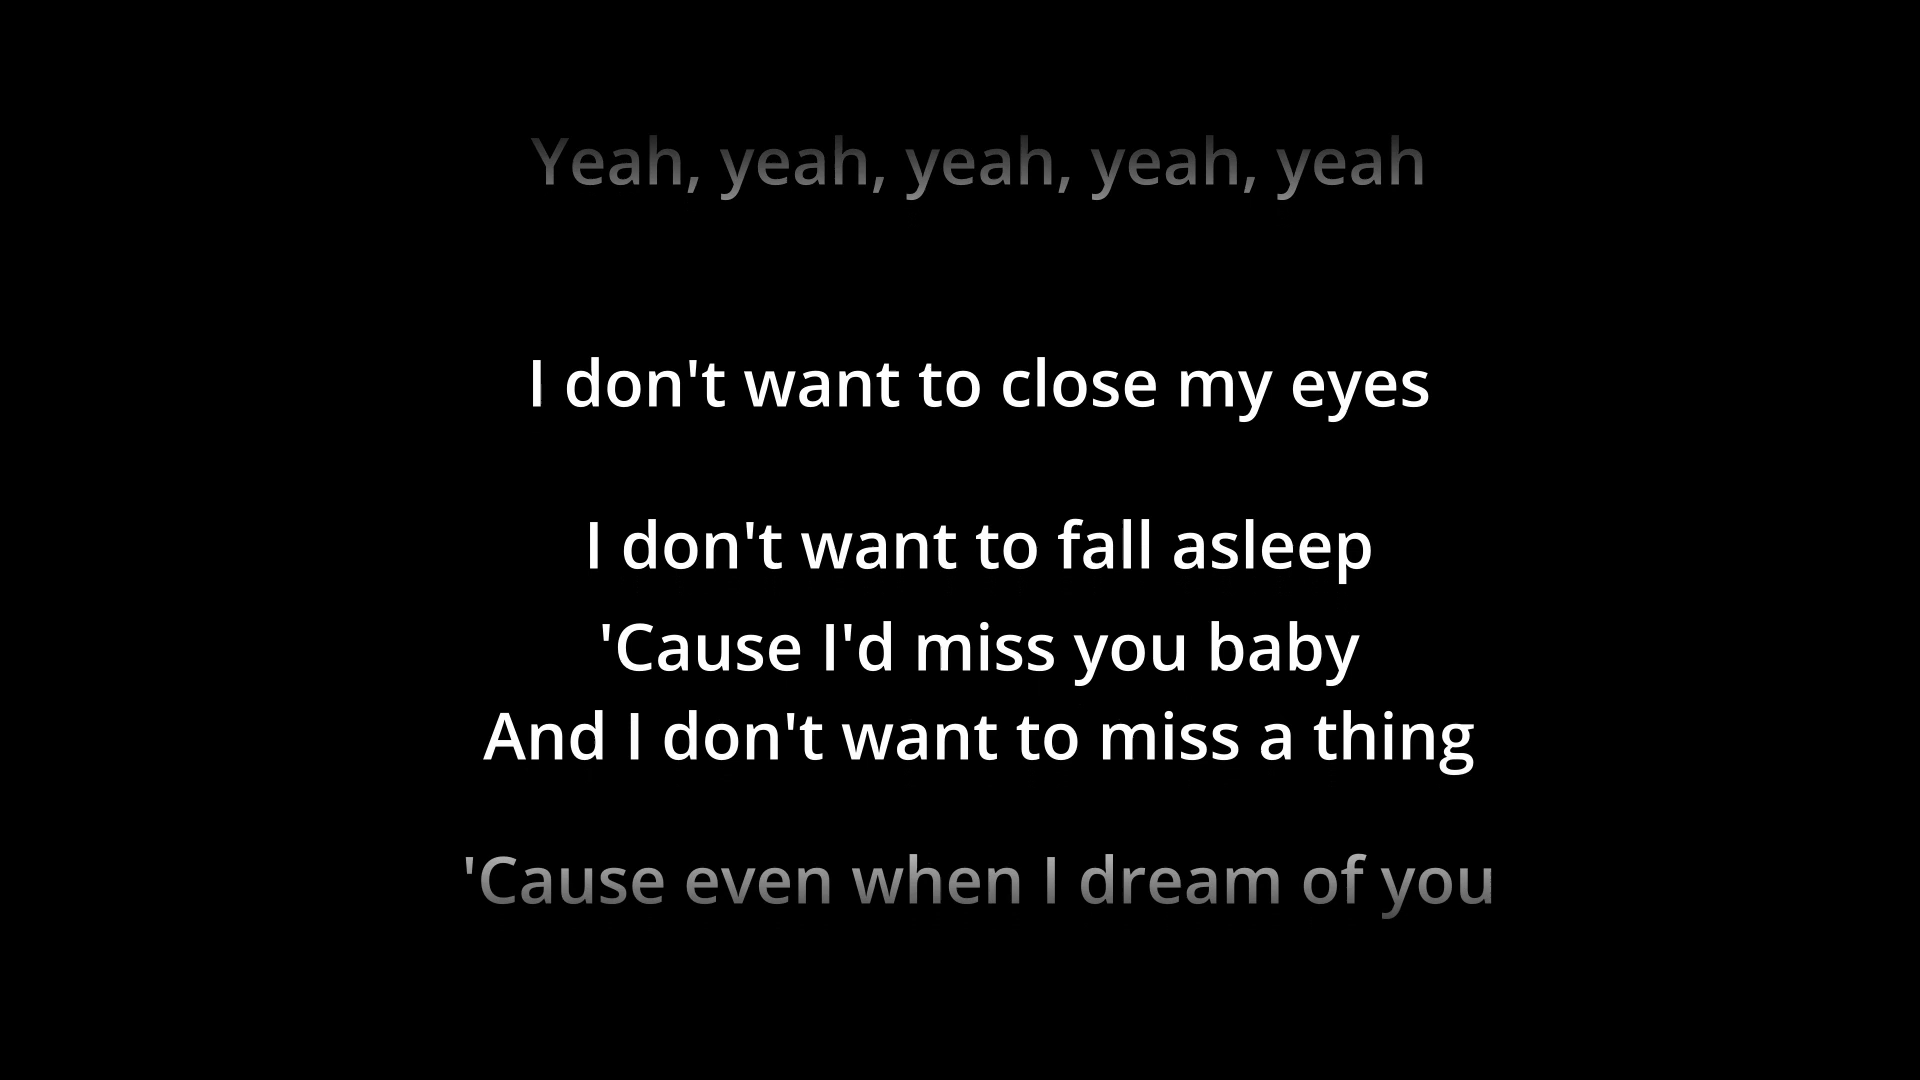 Yeah, yeah, yeah, yeah, yeah
I don't want to close my eyes
I don't want to fall asleep
'Cause I'd miss you baby
And I don't want to miss a thing
'Cause even when I dream of you